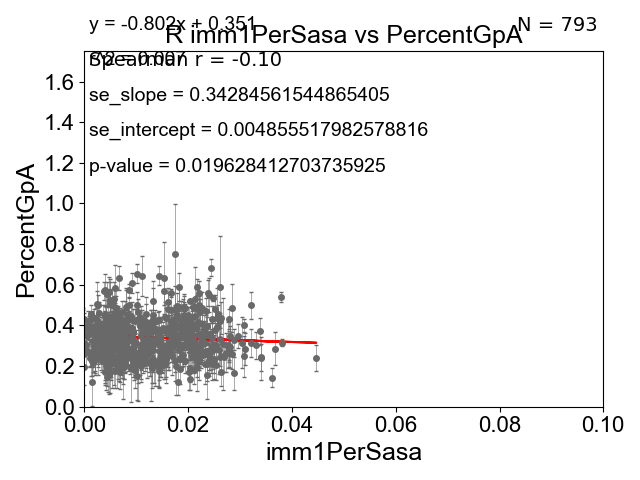 y = -0.802x + 0.351
N = 793
R imm1PerSasa vs PercentGpA
Spearman r = -0.10
se_slope = 0.34284561544865405
se_intercept = 0.004855517982578816
p-value = 0.019628412703735925
PercentGpA
1.6
1.4
1.2
1.0
0.8
0.6
0.4
0.2
0.0
0.00 0.02 0.04 0.06 0.08 0.10
imm1PerSasa